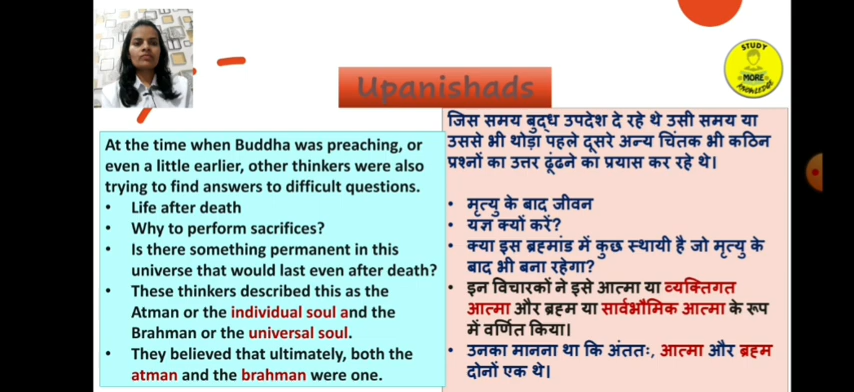 Upanishads
STUDY
MORE
KNOWLEDGE
At the time when Buddha was preaching, or
even a little earlier, other thinkers were also
trying to find answers to difficult questions.
• Life after death
• Why to perform sacrifices?
• Is there something permanent in this
universe that would last even after death?
• These thinkers described this as the
Atman or the individual soul and the
Brahman or the universal soul.
• They believed that ultimately, both the
atman and the brahman were one.
जिस समय बुद्ध उपदेश दे रहे थे उसी समय या
उससे भी थोड़ा पहले दूसरे अन्य चिंतक भी कठिन
प्रश्नों का उत्तर ढूंढने का प्रयास कर रहे थे।
• मृत्यु के बाद जीवन
• यज्ञ क्यों करें?
• क्या इस ब्रह्मांड में कुछ स्थायी है जो मृत्यु के
बाद भी बना रहेगा?
• इन विचारकों ने इसे आत्मा या व्यक्तिगत
आत्मा और ब्रह्म या सार्वभौमिक आत्मा के रूप
में वर्णित किया।
• उनका मानना था कि अंततः, आत्मा और ब्रह्म
दोनों एक थे।